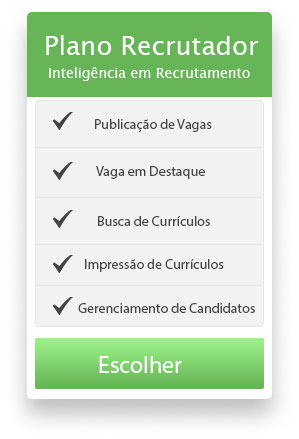 Plano Recrutador
Inteligência em Recrutamento
Publicação de Vagas
Vaga em Destaque
Busca de Currículos
Impressão de Currículos
Gerenciamento de Candidatos
Escolher